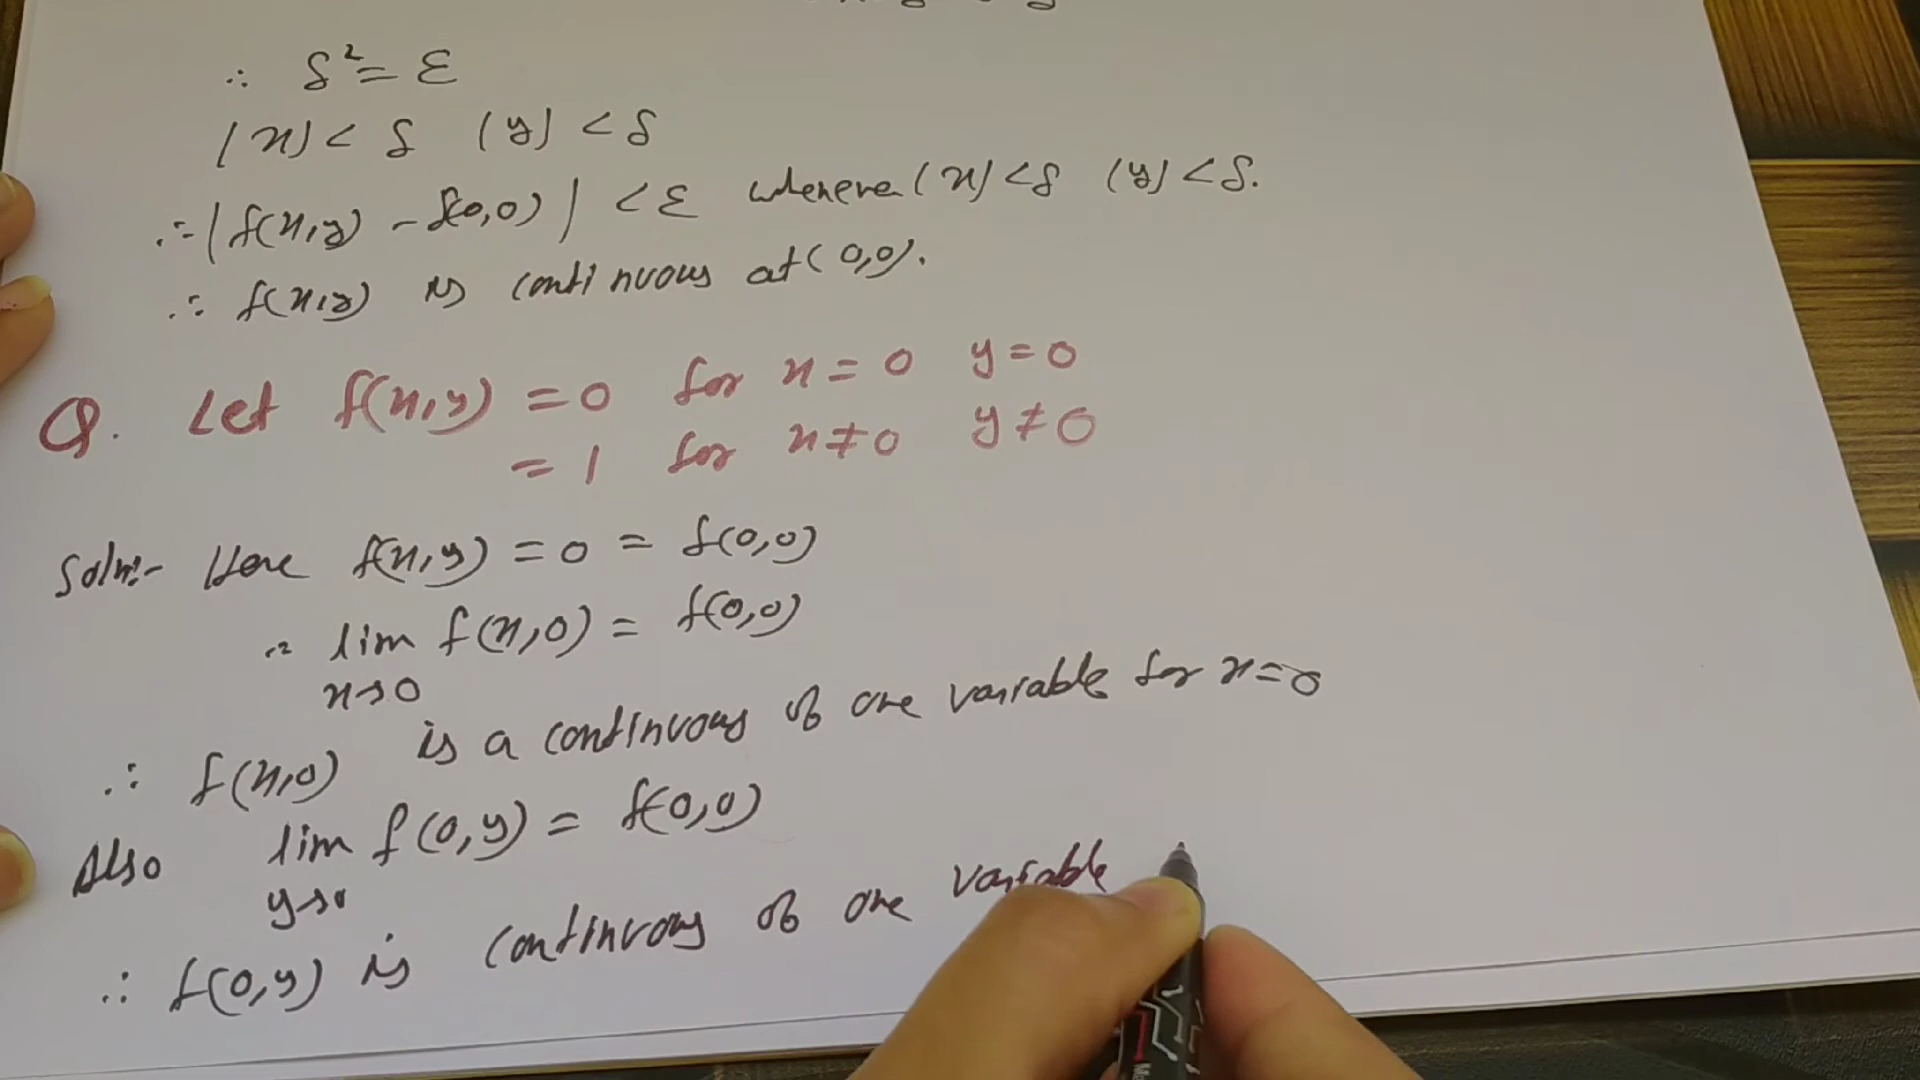 ∴ δ² = ε
|x| < δ |y| < δ
∴ |f(x,y) - f(0,0)| < ε whenever |x| < δ |y| < δ.
∴ f(x,y) is continuous at (0,0).
Q. Let f(x,y) = 0 for x = 0 y = 0
= 1 for x ≠ 0 y ≠ 0
Soln:- Here f(x,y) = 0 = f(0,0)
∴ lim f(x,0) = f(0,0)
x→0
∴ f(x,0) is a continuous of one variable for x=0
Also lim f(0,y) = f(0,0)
y→0
∴ f(0,y) is continuous of one variable